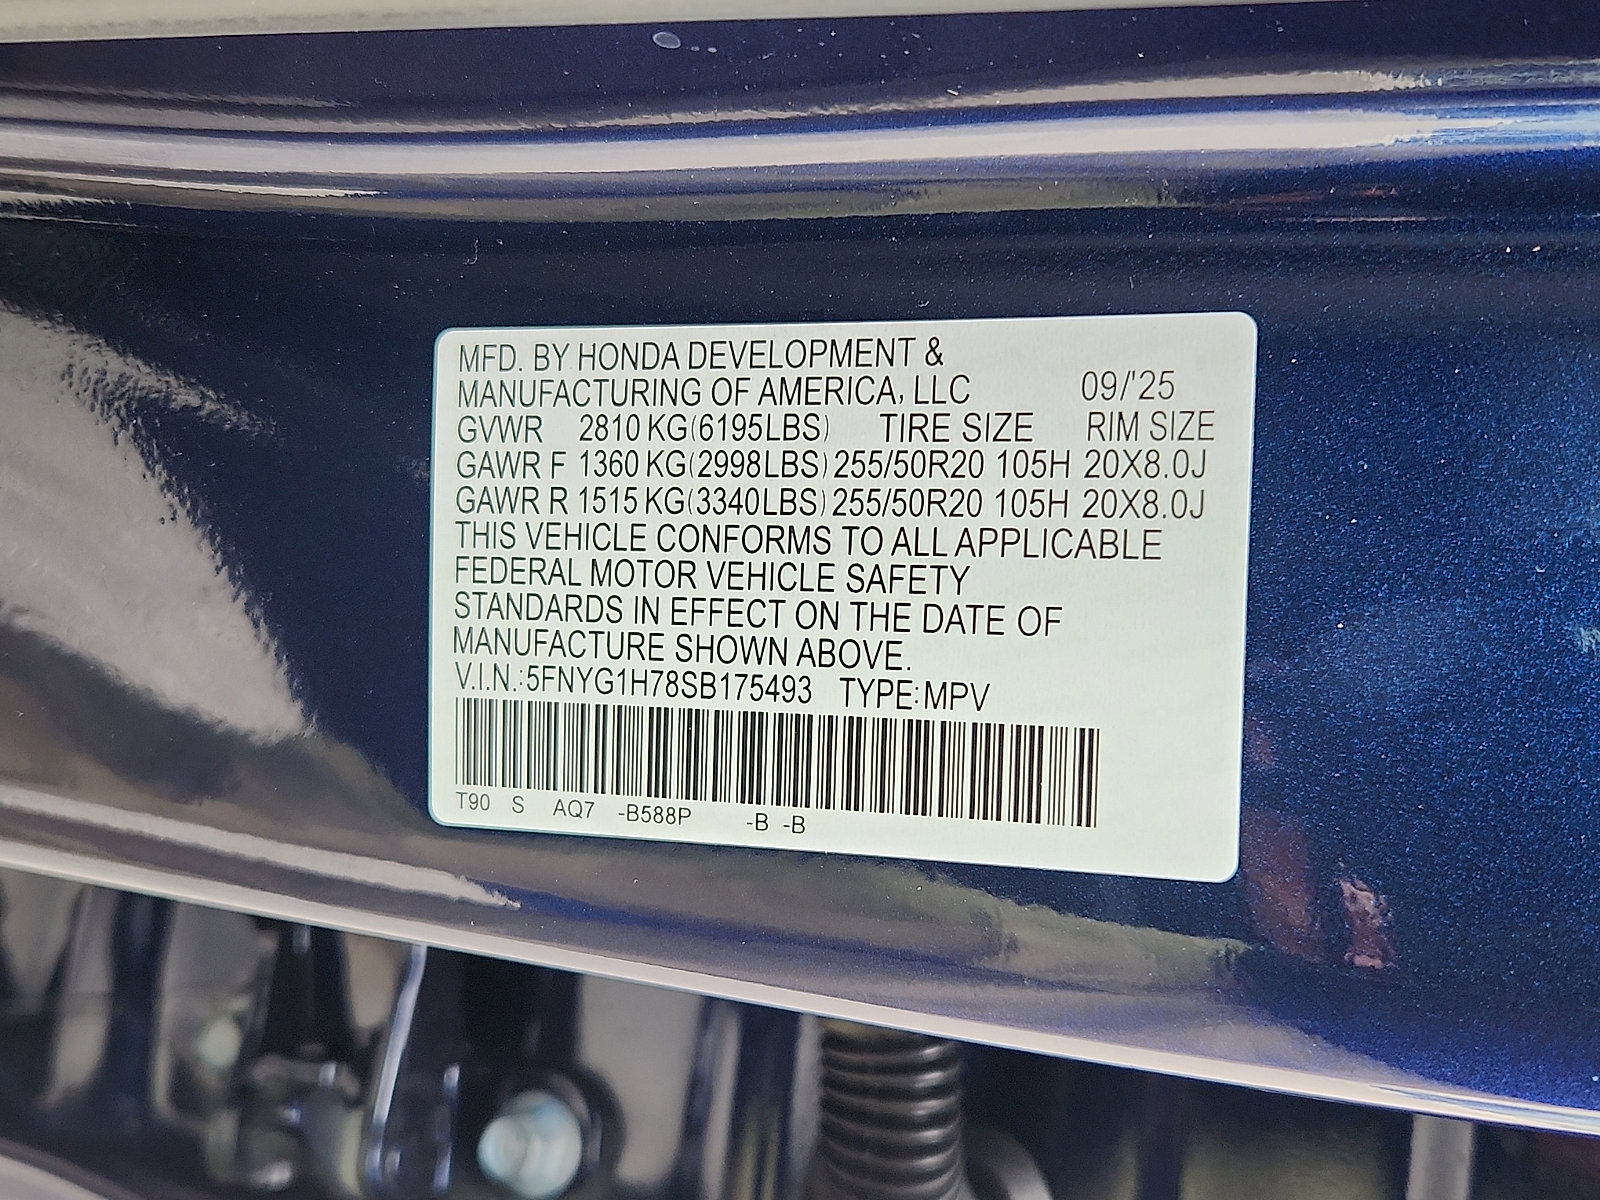 MFD. BY HONDA DEVELOPMENT &
MANUFACTURING OF AMERICA, LLC 09/'25
GVWR 2810 KG(6195LBS) TIRE SIZE RIM SIZE
GAWR F 1360 KG(2998LBS) 255/50R20 105H 20X8.0J
GAWR R 1515 KG(3340LBS) 255/50R20 105H 20X8.0J
THIS VEHICLE CONFORMS TO ALL APPLICABLE
FEDERAL MOTOR VEHICLE SAFETY
STANDARDS IN EFFECT ON THE DATE OF
MANUFACTURE SHOWN ABOVE.
V.I.N.:5FNYG1H78SB175493 TYPE:MPV
T90 S AQ7 -B588P -B -B